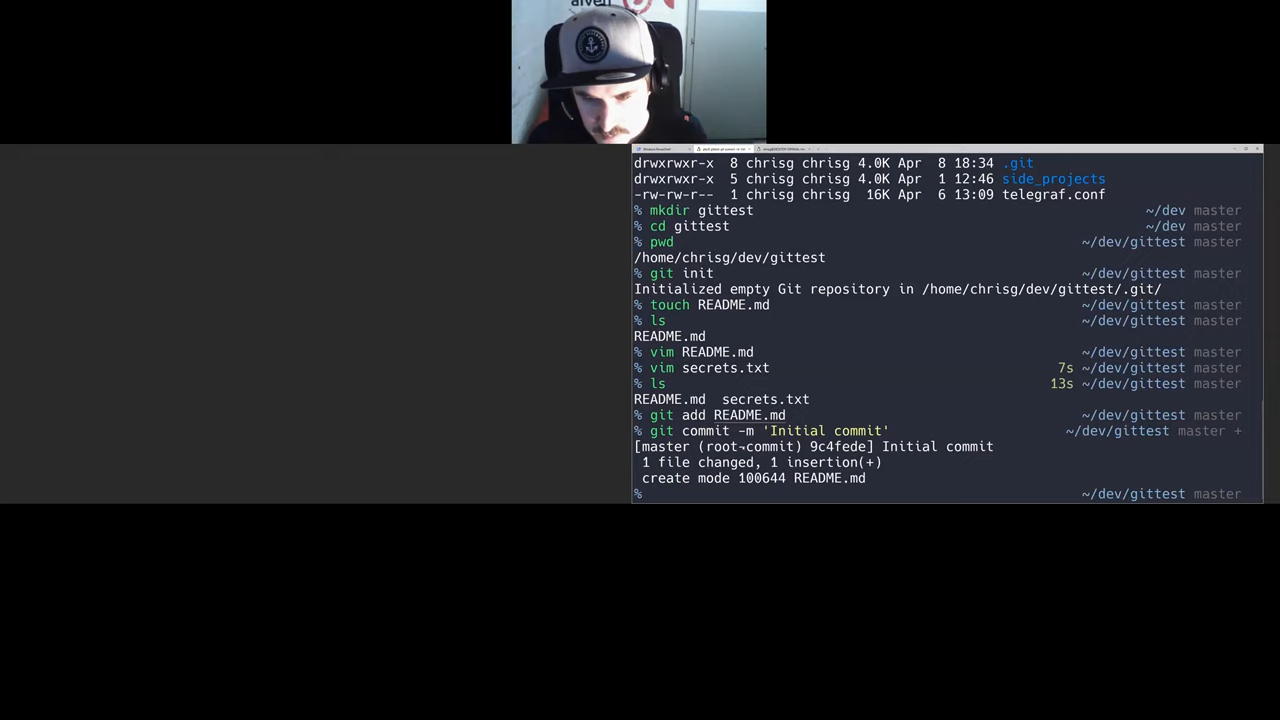 aiven
drwxrwxr-x 8 chrisg chrisg 4.0K Apr 8 18:34 .git
drwxrwxr-x 5 chrisg chrisg 4.0K Apr 1 12:46 side_projects
-rw-rw-r-- 1 chrisg chrisg 16K Apr 6 13:09 telegraf.conf
% mkdir gittest ~/dev master
% cd gittest ~/dev master
% pwd ~/dev/gittest master
/home/chrisg/dev/gittest
% git init ~/dev/gittest master
Initialized empty Git repository in /home/chrisg/dev/gittest/.git/
% touch README.md ~/dev/gittest master
% ls ~/dev/gittest master
README.md
% vim README.md ~/dev/gittest master
% vim secrets.txt 7s ~/dev/gittest master
% ls 13s ~/dev/gittest master
README.md secrets.txt
% git add README.md ~/dev/gittest master
% git commit -m 'Initial commit' ~/dev/gittest master +
[master (root-commit) 9c4fede] Initial commit
1 file changed, 1 insertion(+)
create mode 100644 README.md
% ~/dev/gittest master